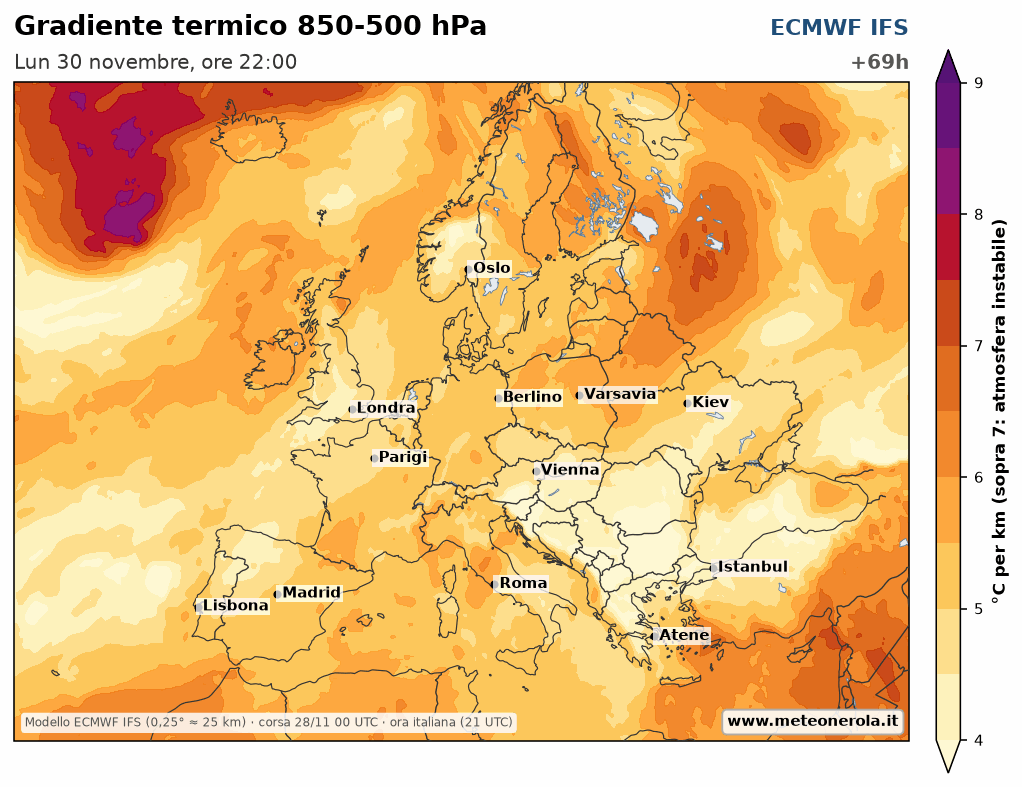 Gradiente termico 850-500 hPa
ECMWF IFS
Lun 30 novembre, ore 22:00
+69h
Oslo
Berlino
Varsavia
Kiev
Londra
Parigi
Vienna
Istanbul
Roma
Madrid
Lisbona
Atene
Modello ECMWF IFS (0,25° ≈ 25 km) · corsa 28/11 00 UTC · ora italiana (21 UTC)
www.meteonerola.it
9
8
7
6
5
4
°C per km (sopra 7: atmosfera instabile)